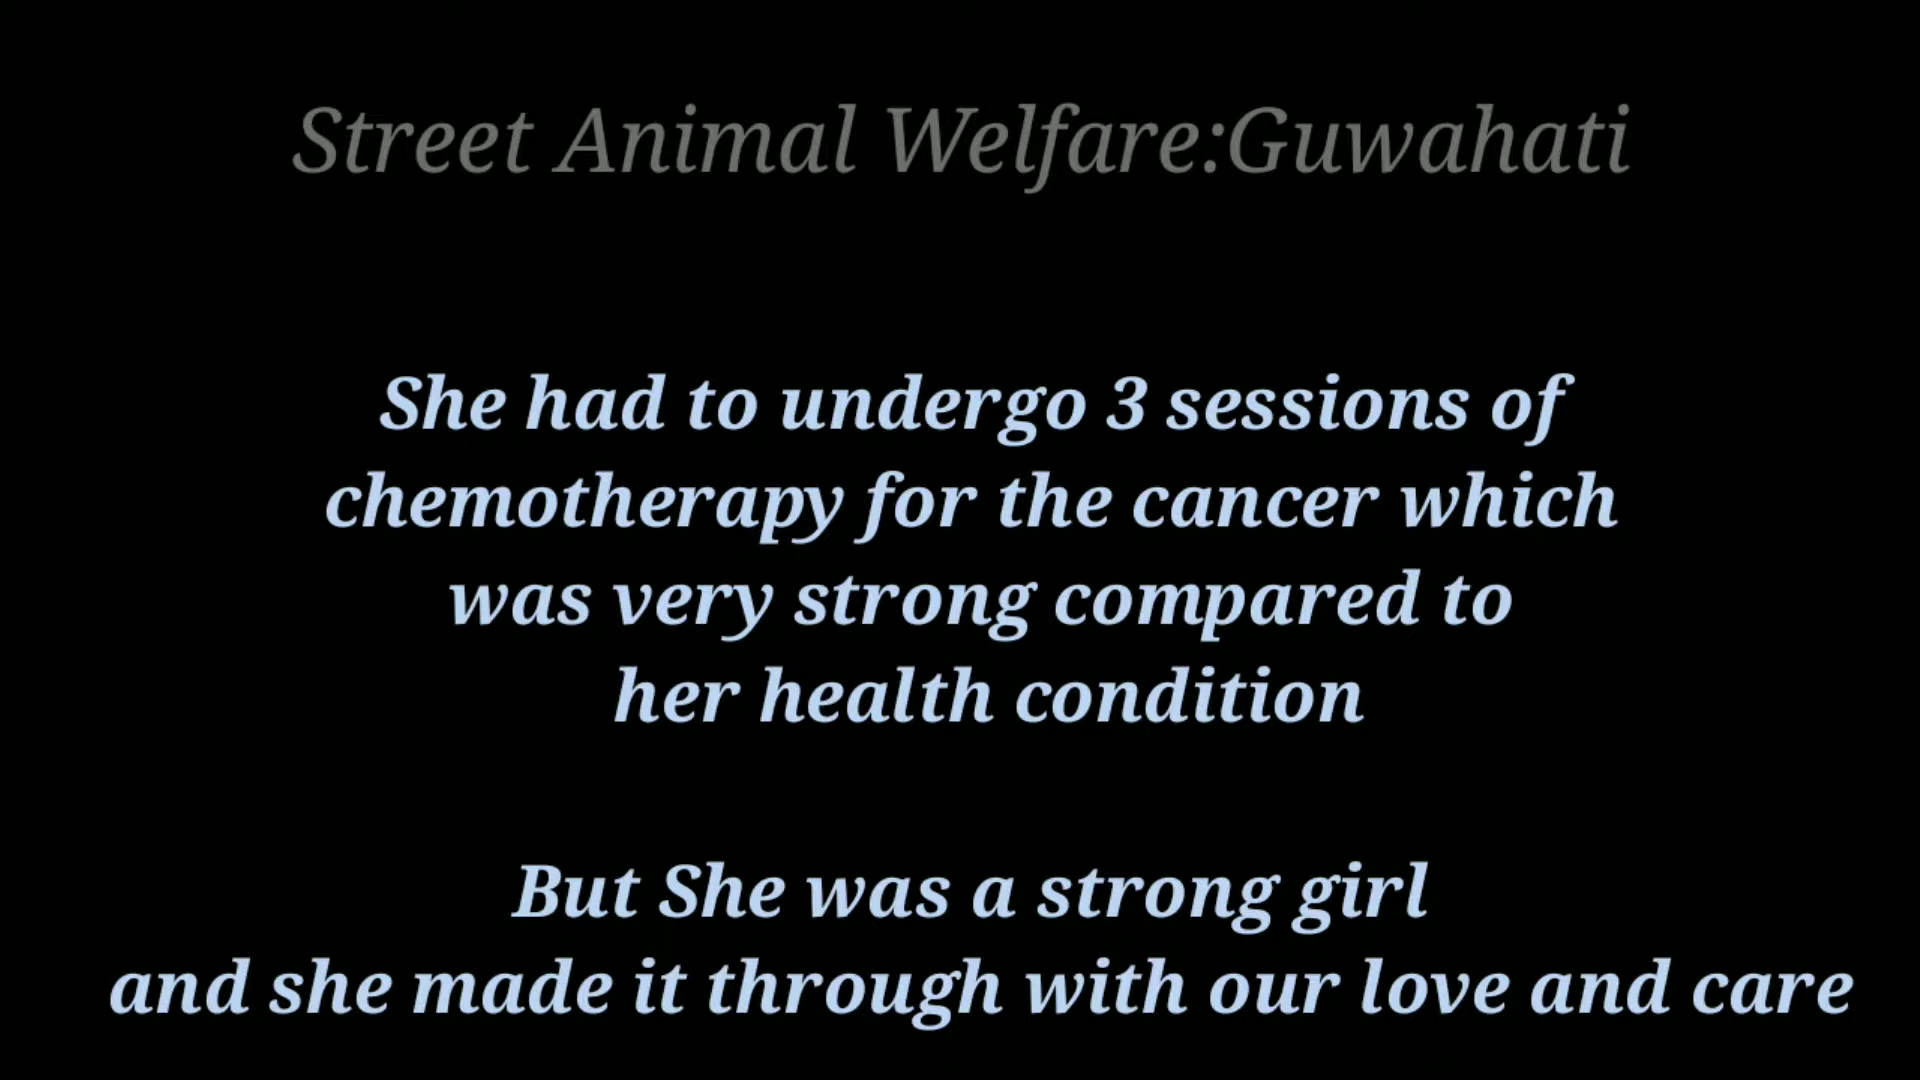 Street Animal Welfare:Guwahati
She had to undergo 3 sessions of
chemotherapy for the cancer which
was very strong compared to
her health condition
But She was a strong girl
and she made it through with our love and care